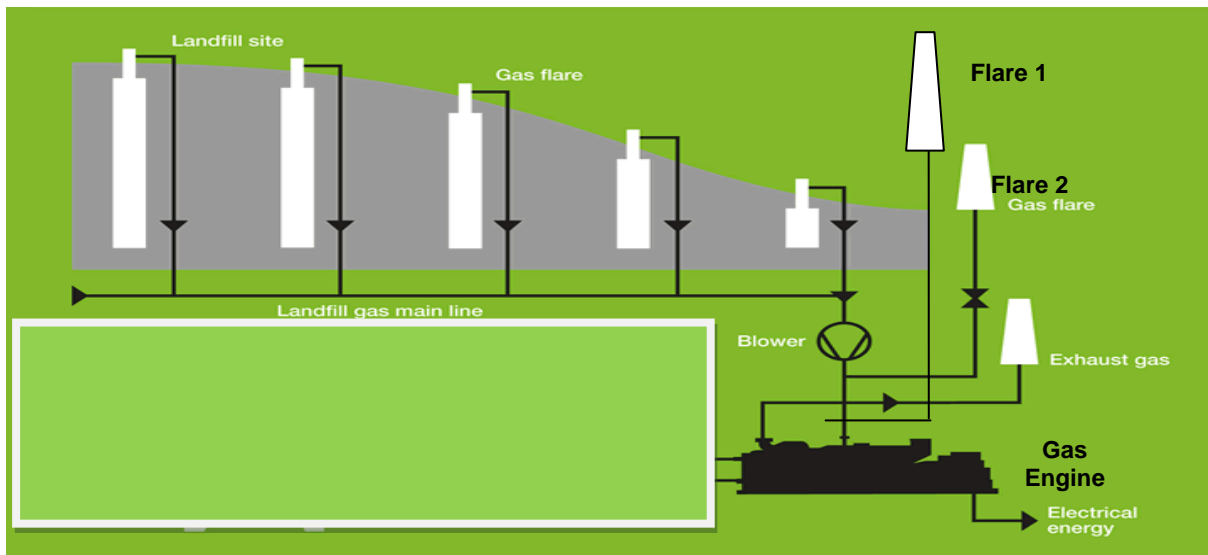 Landfill site
Gas flare
Flare 1
Flare 2
Gas flare
Landfill gas main line
Blower
Exhaust gas
Gas
Engine
Electrical
energy